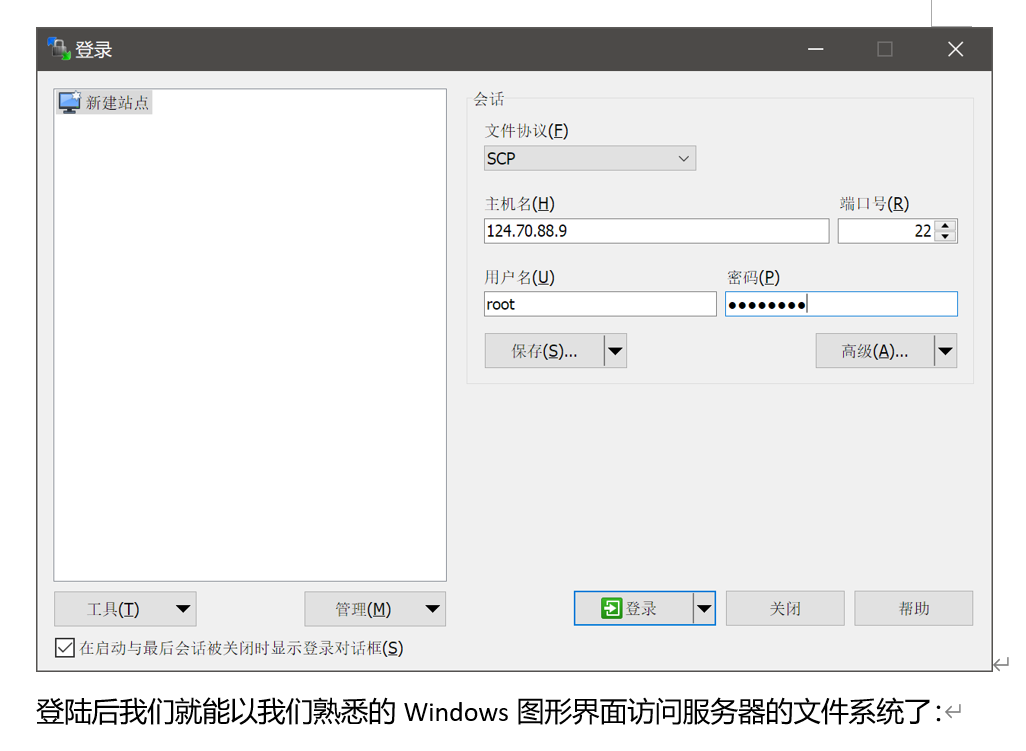 登录
新建站点
会话
文件协议(F)
SCP
主机名(H)
端口号(R)
124.70.88.9
22
用户名(U)
密码(P)
root
●●●●●●●●
保存(S)...
高级(A)...
工具(T)
管理(M)
登录
关闭
帮助
在启动与最后会话被关闭时显示登录对话框(S)
登陆后我们就能以我们熟悉的 Windows 图形界面访问服务器的文件系统了：